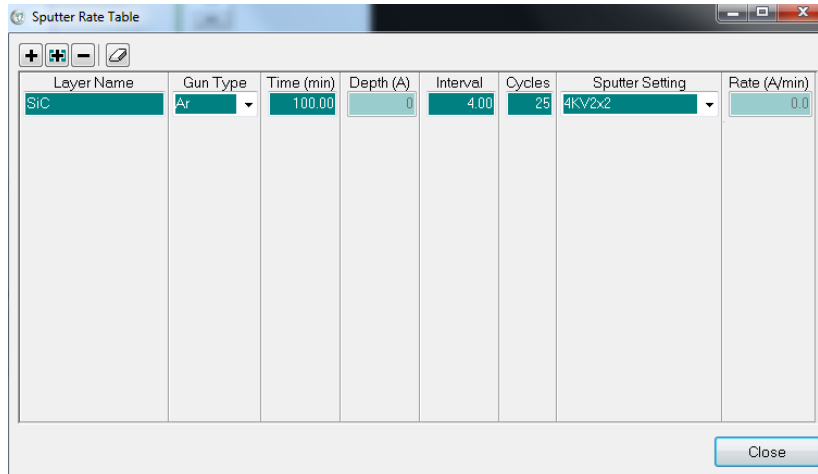 Sputter Rate Table
Layer Name Gun Type Time (min) Depth (A) Interval Cycles Sputter Setting Rate (A/min)
SiC Ar 100.00 0 4.00 25 4KV2x2 0.0
Close